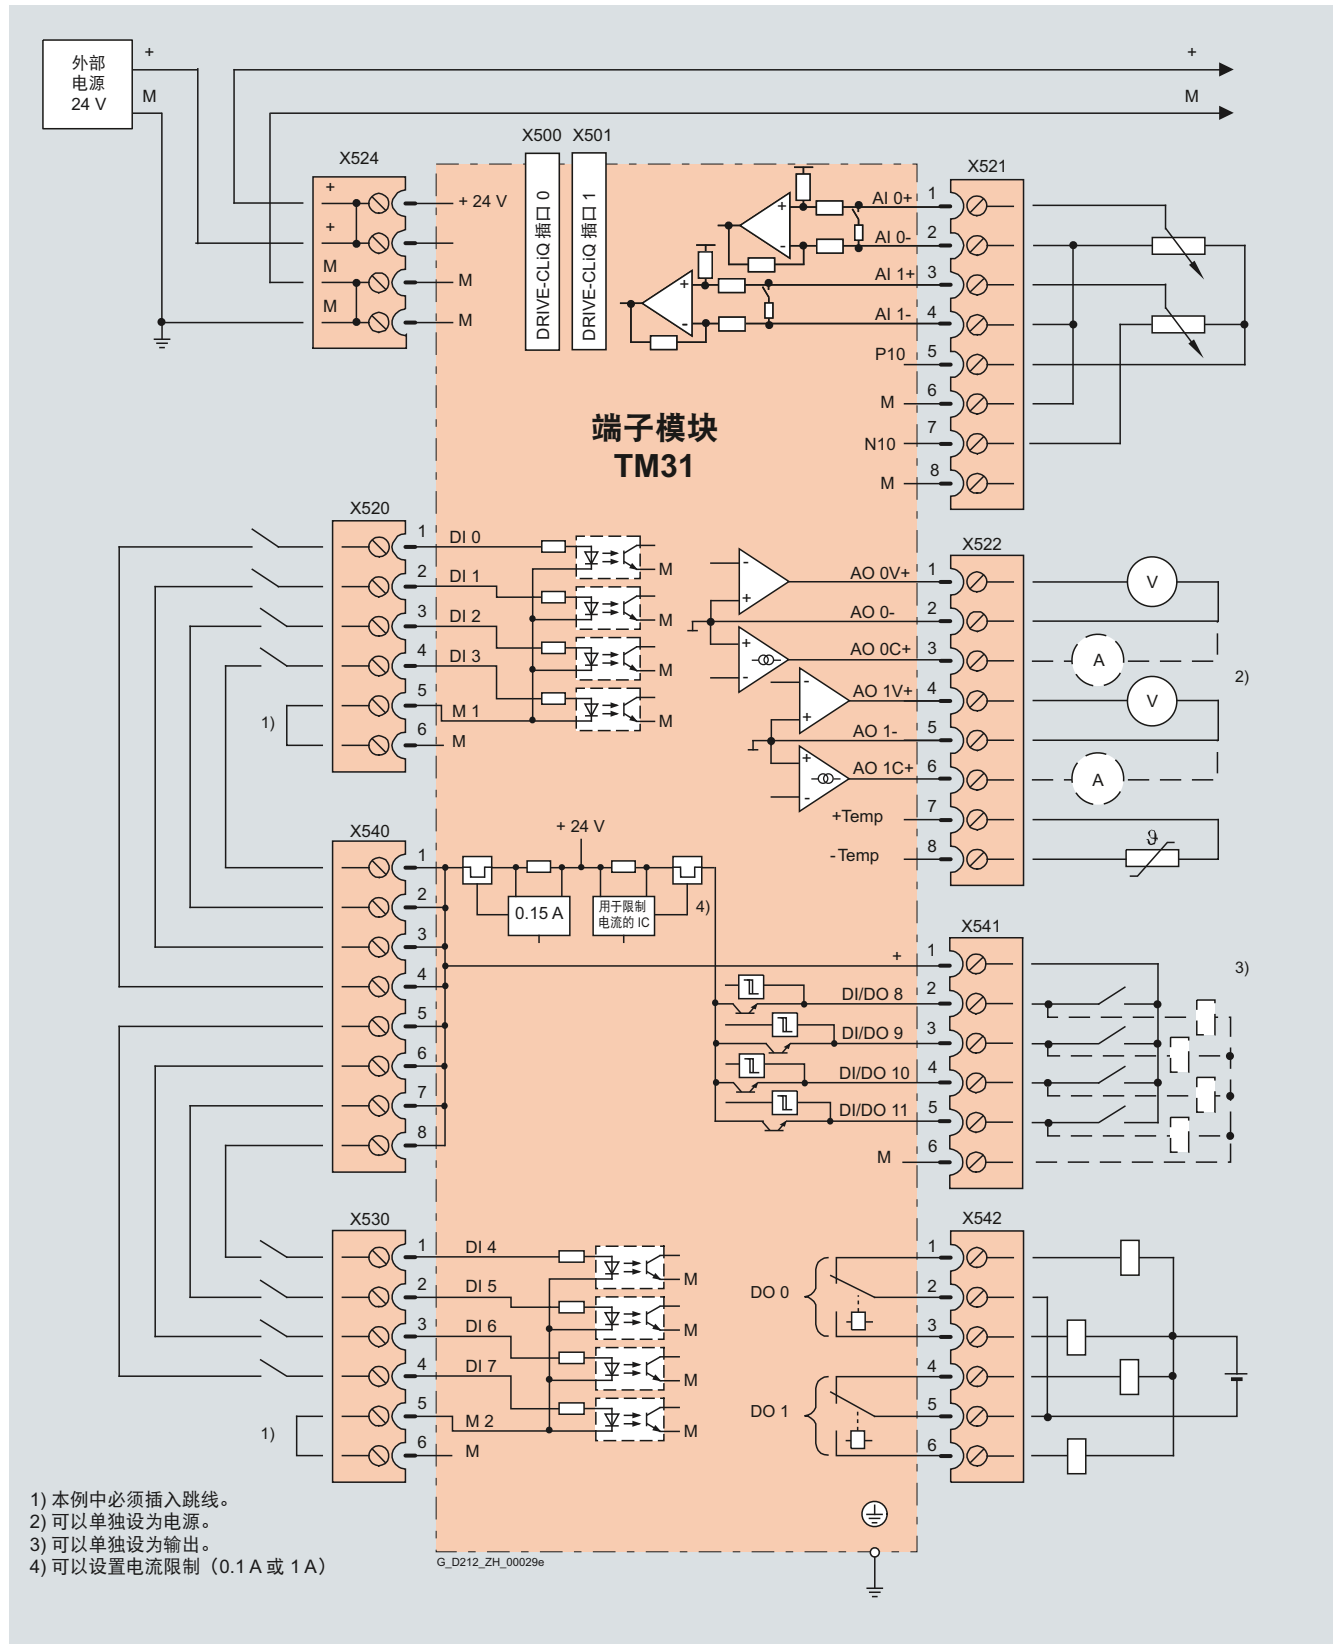 外部
电源
24 V
+
M
+
M
X524
+
+
M
M
+ 24 V
M
M
X500
X501
DRIVE-CLiQ 插口 0
DRIVE-CLiQ 插口 1
X521
+
-
AI 0+
1
AI 0-
2
+
-
AI 1+
3
AI 1-
4
P10
5
M
6
N10
7
M
8
端子模块
TM31
X520
1
DI 0
M
2
DI 1
M
3
DI 2
M
4
DI 3
M
5
M 1
6
M
1)
X522
-
+
AO 0V+
1
V
AO 0-
2
+
-
AO 0C+
3
A
2)
-
+
AO 1V+
4
V
AO 1-
5
+
-
AO 1C+
6
A
+Temp
7
- Temp
8
ϑ
X540
1
2
3
4
5
6
7
8
+ 24 V
0.15 A
用于限制
电流的 IC
4)
X541
+
1
3)
DI/DO 8
2
DI/DO 9
3
DI/DO 10
4
DI/DO 11
5
M
6
X530
1
DI 4
M
2
DI 5
M
3
DI 6
M
4
DI 7
M
5
M 2
6
M
1)
X542
1
DO 0
2
3
4
DO 1
5
6
1) 本例中必须插入跳线。
2) 可以单独设为电源。
3) 可以单独设为输出。
4) 可以设置电流限制（0.1 A 或 1 A）
G_D212_ZH_00029e